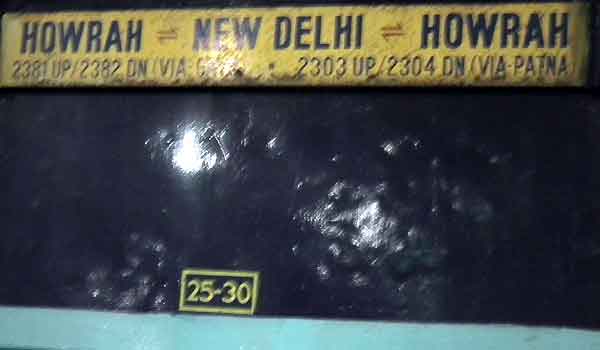 HOWRAH ⇌ NEW DELHI ⇌ HOWRAH
2381 UP/2382 DN (VIA- • 2303 UP/2304 DN (VIA-PATNA
25-30